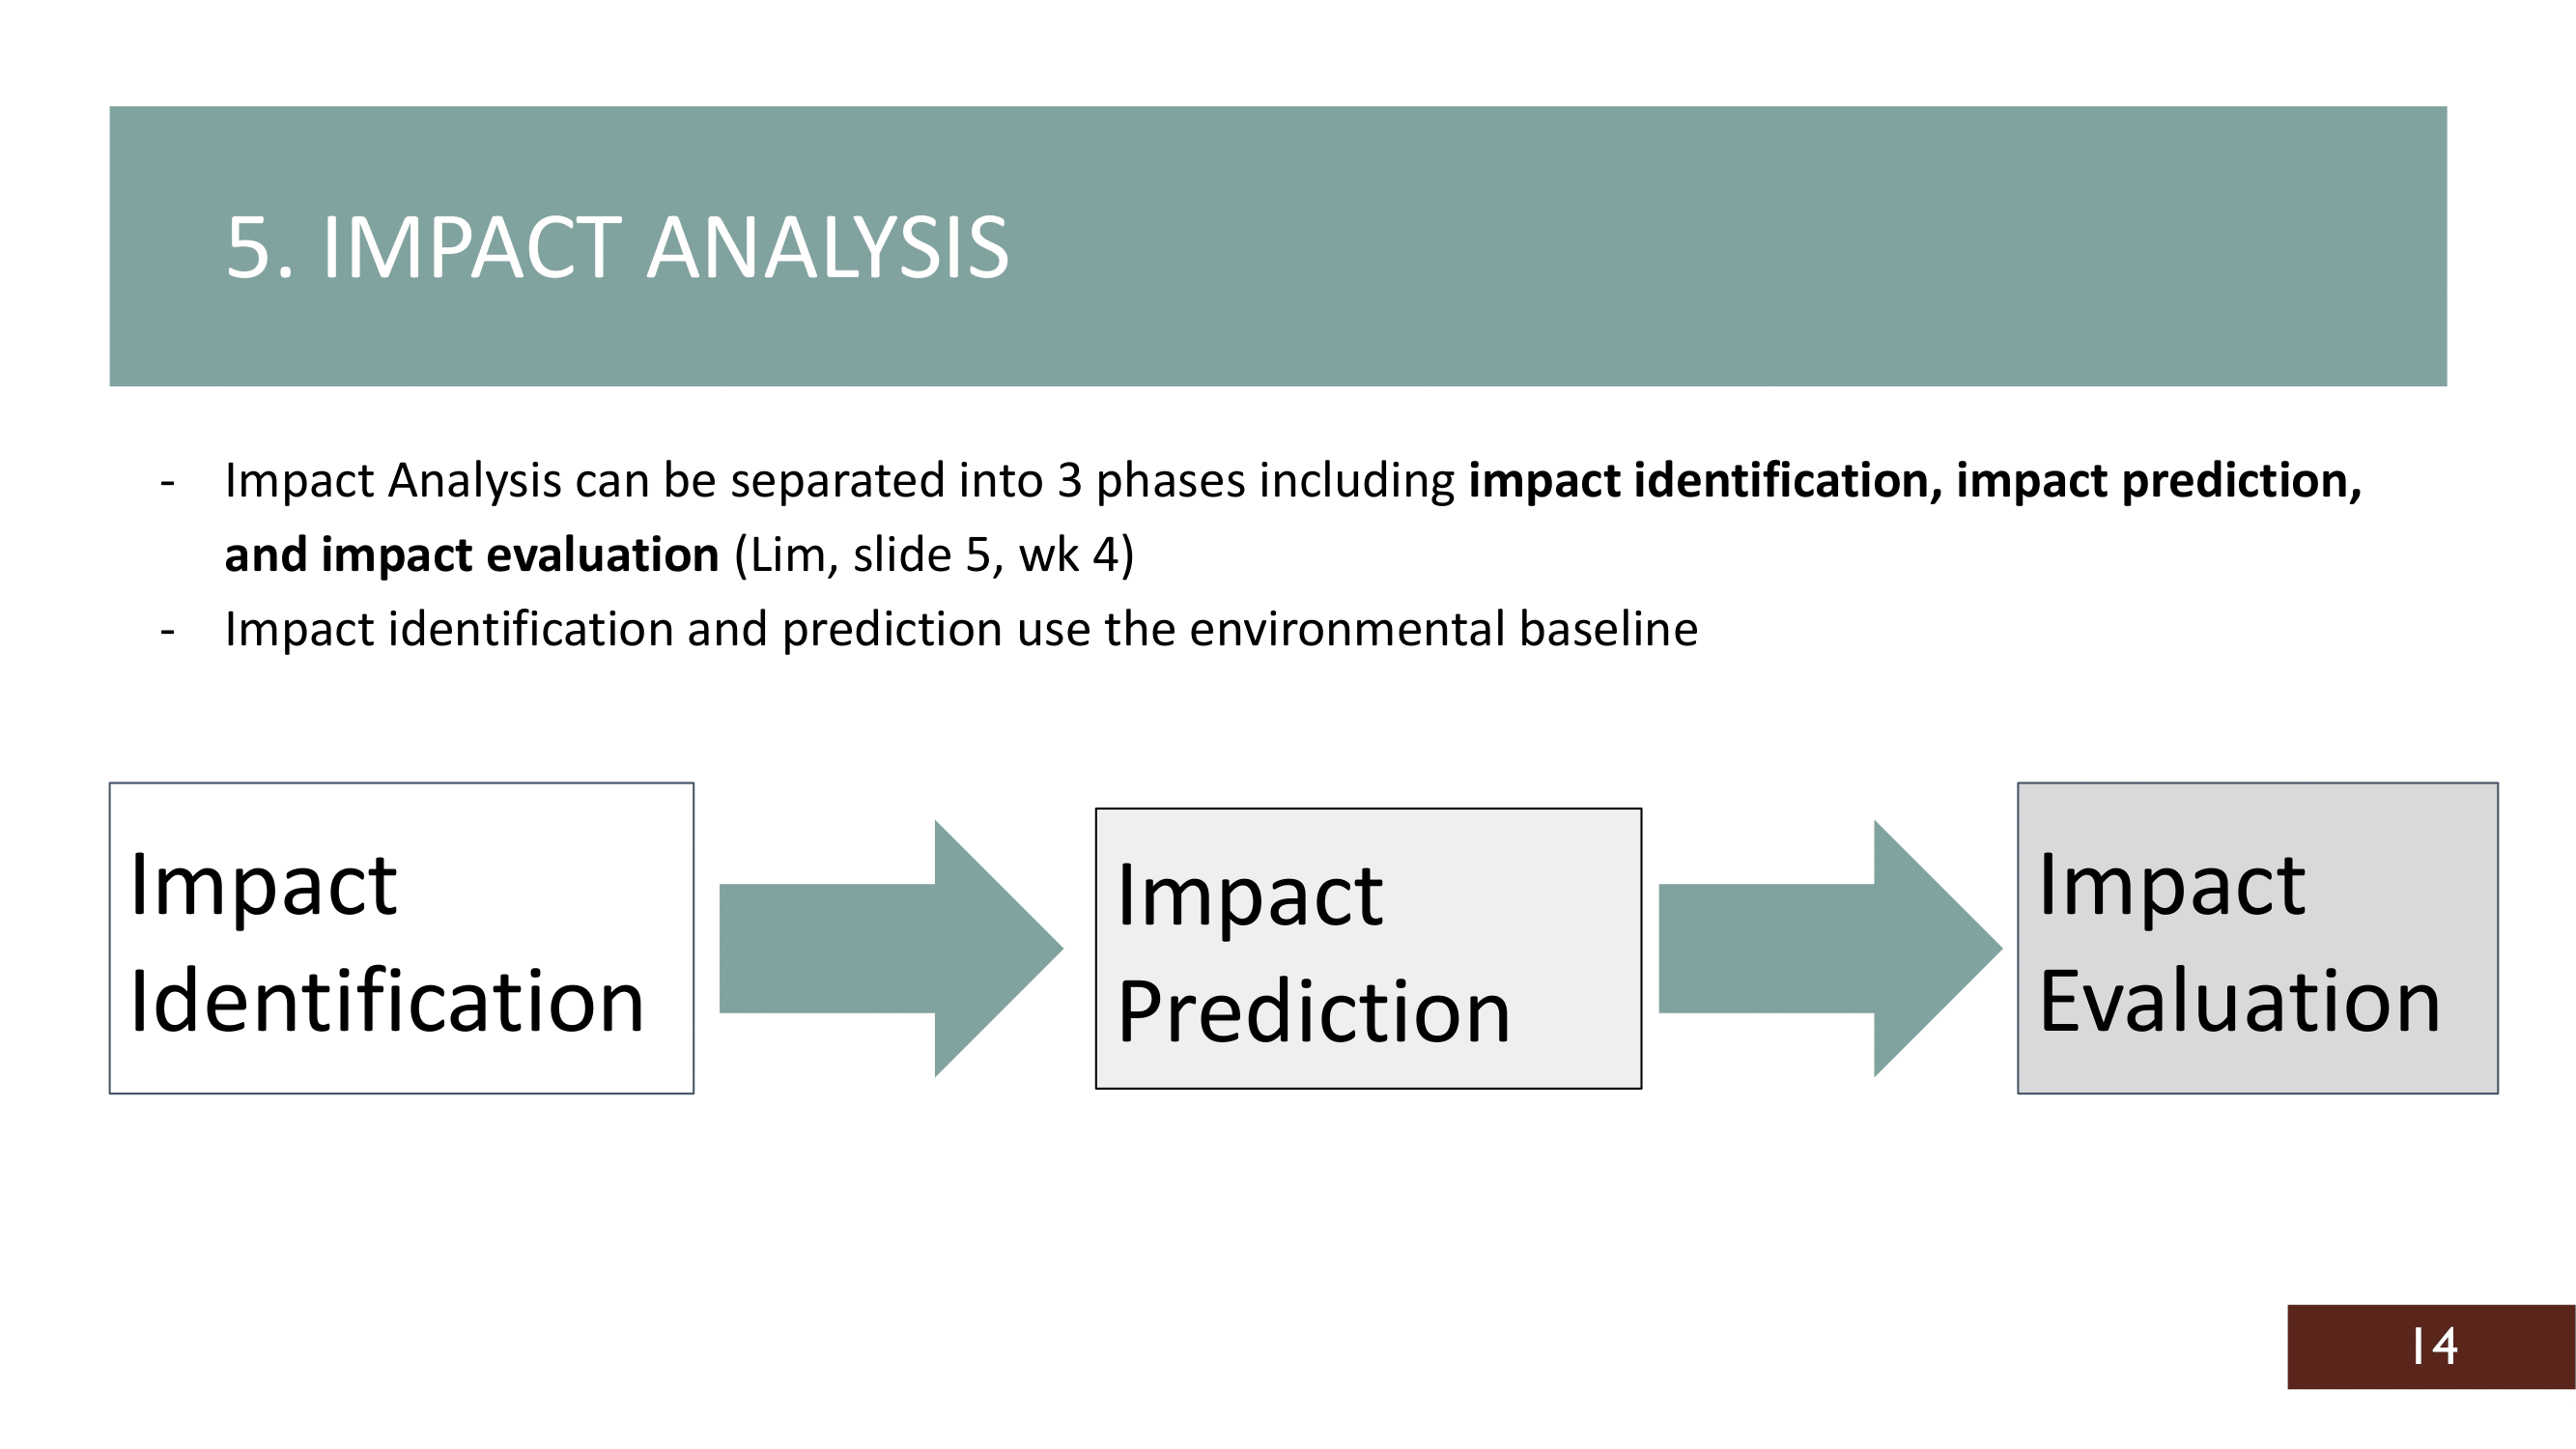 5. IMPACT ANALYSIS
- Impact Analysis can be separated into 3 phases including impact identification, impact prediction,
and impact evaluation (Lim, slide 5, wk 4)
- Impact identification and prediction use the environmental baseline
Impact
Identification
Impact
Prediction
Impact
Evaluation
14